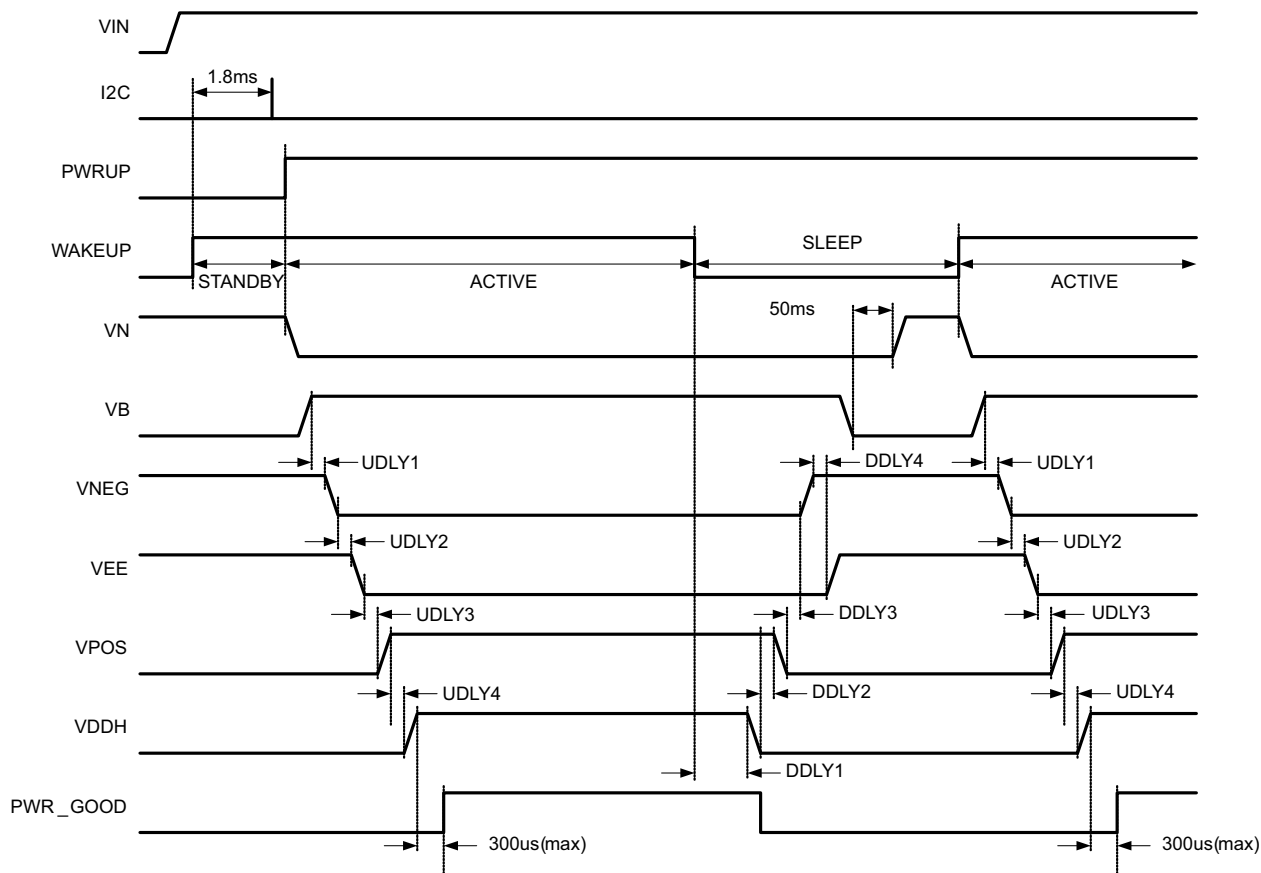 VIN
1.8ms
I2C
PWRUP
WAKEUP
SLEEP
STANDBY
ACTIVE
ACTIVE
50ms
VN
VB
UDLY1
DDLY4
UDLY1
VNEG
UDLY2
UDLY2
VEE
UDLY3
DDLY3
UDLY3
VPOS
UDLY4
DDLY2
UDLY4
VDDH
DDLY1
PWR_GOOD
300us(max)
300us(max)